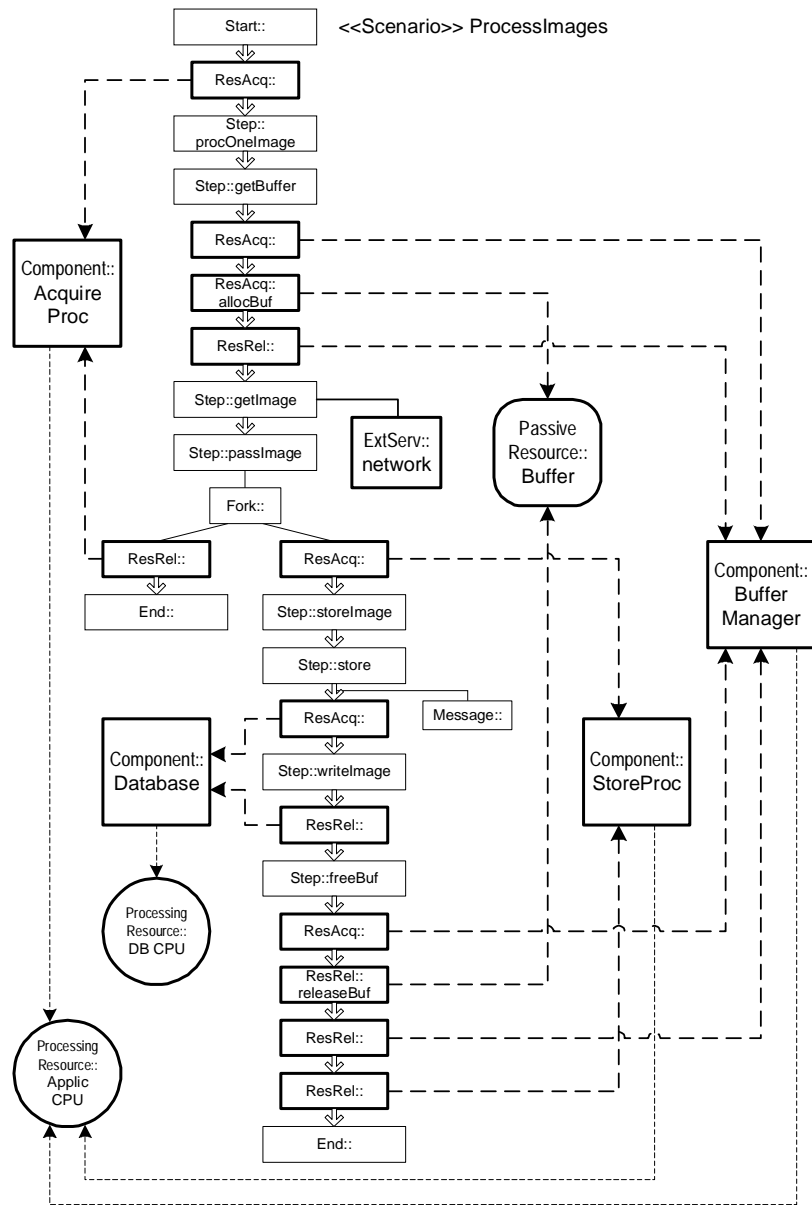 Start::
<<Scenario>> ProcessImages
ResAcq::
Step::
procOneImage
Step::getBuffer
ResAcq::
Component::
Acquire
Proc
ResAcq::
allocBuf
ResRel::
Step::getImage
ExtServ::
network
Passive
Resource::
Buffer
Step::passImage
Fork::
ResRel::
ResAcq::
Component::
Buffer
Manager
End::
Step::storeImage
Step::store
Message::
ResAcq::
Component::
Database
Step::writeImage
Component::
StoreProc
ResRel::
Step::freeBuf
Processing
Resource::
DB CPU
ResAcq::
ResRel::
releaseBuf
ResRel::
Processing
Resource::
Applic
CPU
ResRel::
End::